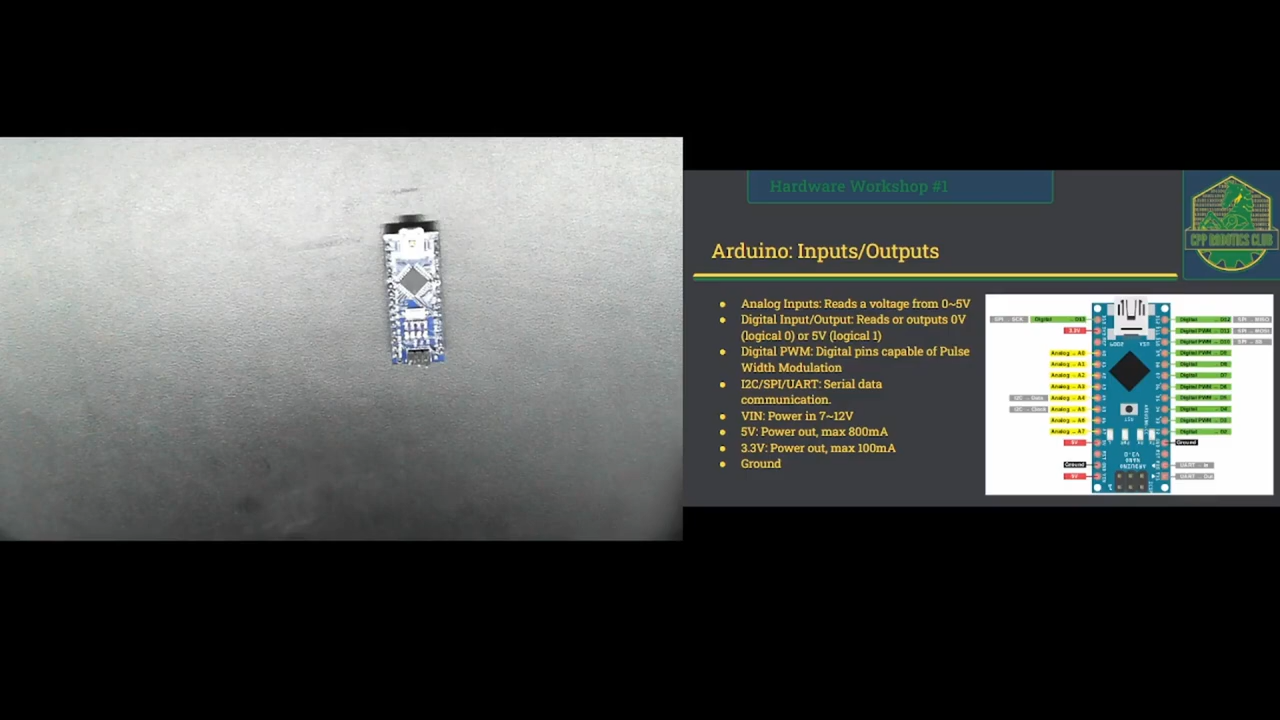 Hardware Workshop #1
CPP ROBOTICS CLUB
Arduino: Inputs/Outputs
● Analog Inputs: Reads a voltage from 0~5V
● Digital Input/Output: Reads or outputs 0V
(logical 0) or 5V (logical 1)
● Digital PWM: Digital pins capable of Pulse
Width Modulation
● I2C/SPI/UART: Serial data
communication.
● VIN: Power in 7~12V
● 5V: Power out, max 800mA
● 3.3V: Power out, max 100mA
● Ground
3.3V
Analog - A0
Analog - A1
Analog - A2
Analog - A3
Analog - A4
Analog - A5
Analog - A6
Analog - A7
Ground
Ground